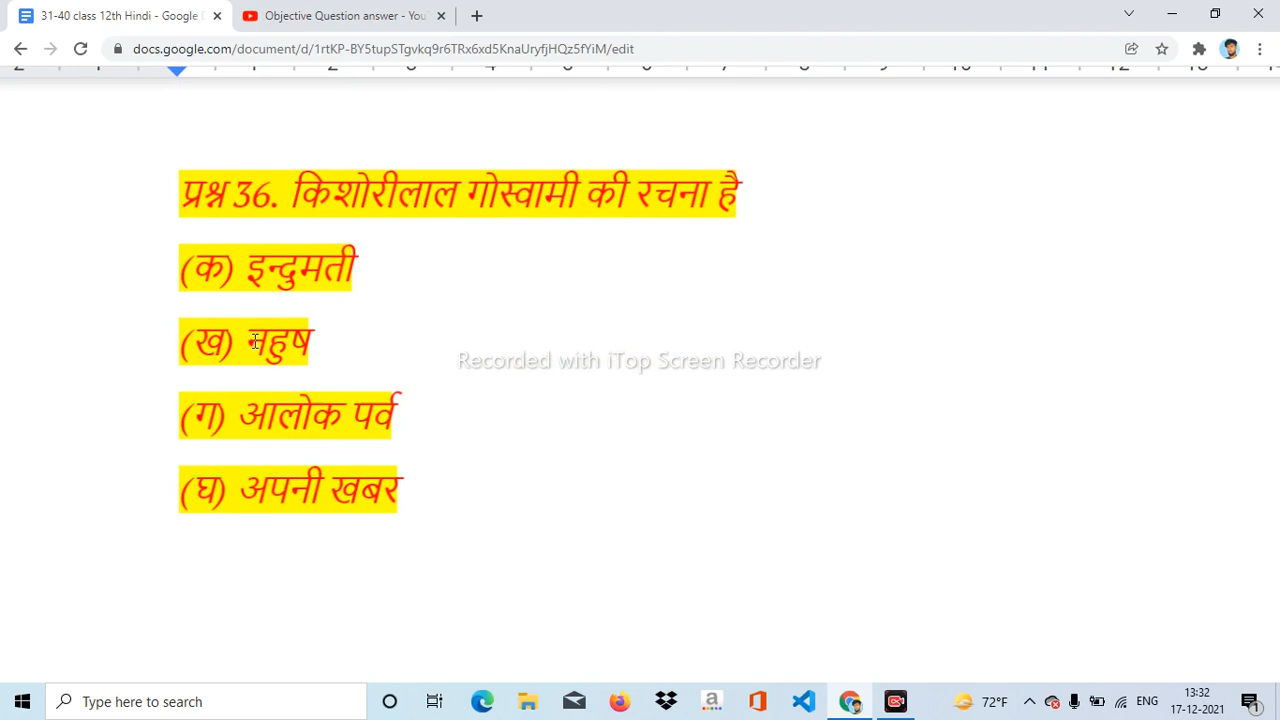 31-40 class 12th Hindi - Google D
Objective Question answer - You
docs.google.com/document/d/1rtKP-BY5tupSTgvkq9r6TRx6xd5KnaUryfjHQz5fYiM/edit
प्रश्न 36. किशोरीलाल गोस्वामी की रचना है
(क) इन्दुमती
(ख) नहुष
Recorded with iTop Screen Recorder
(ग) आलोक पर्व
(घ) अपनी खबर
Type here to search
72°F
ENG
13:32
17-12-2021